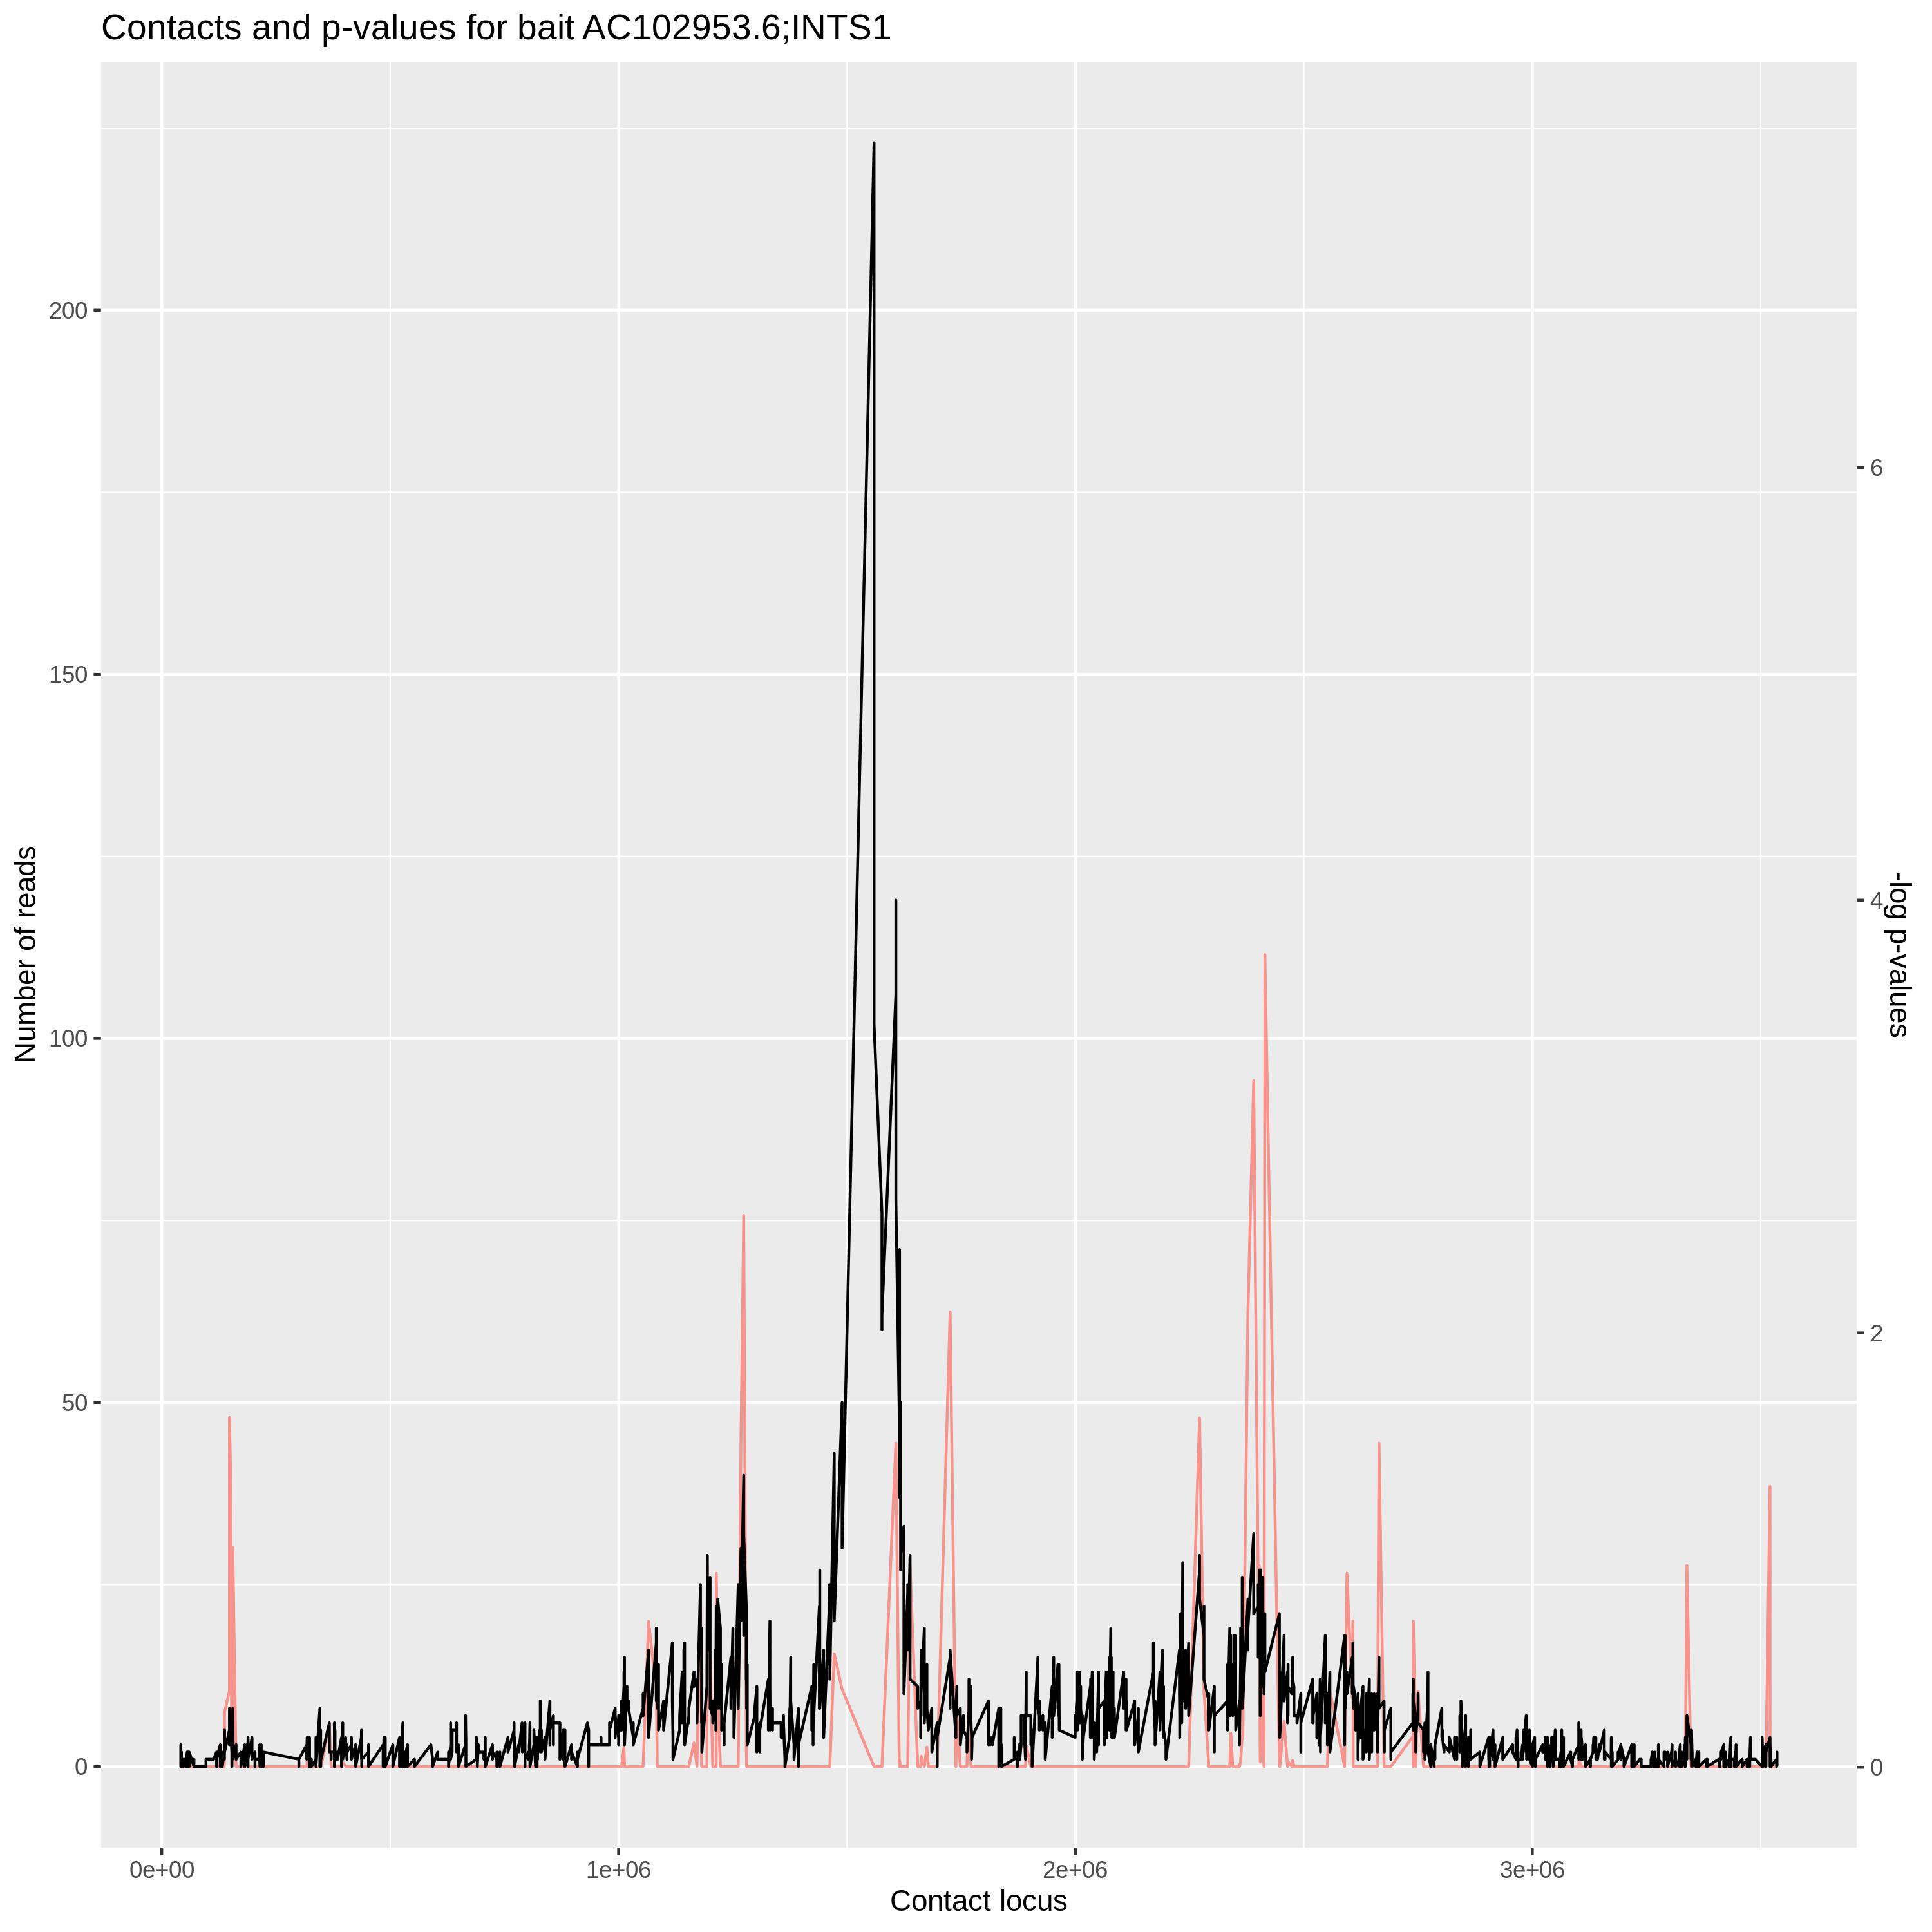 Contacts and p-values for bait AC102953.6;INTS1
200
150
100
50
0
Number of reads
6
4
2
0
-log p-values
0e+00
1e+06
2e+06
3e+06
Contact locus